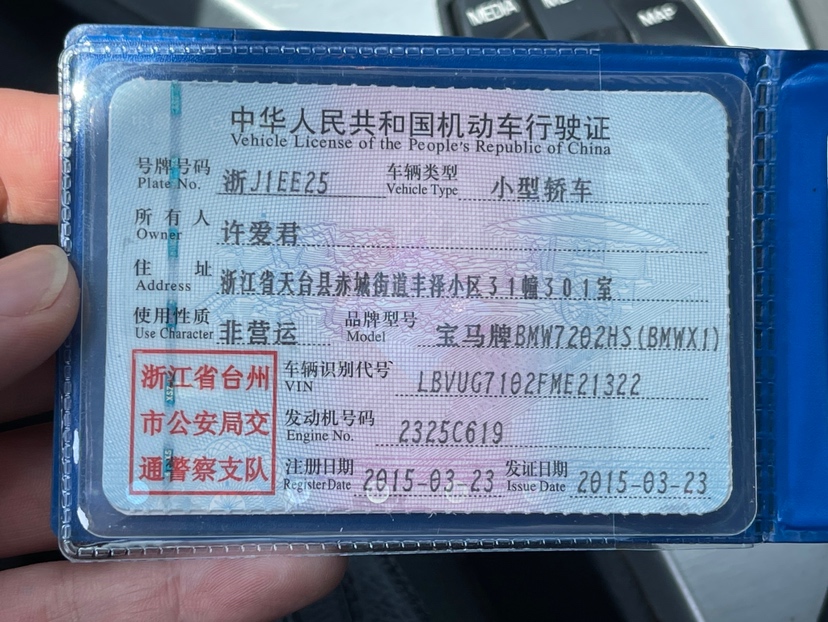 MEDIA
MAP
中华人民共和国机动车行驶证
Vehicle License of the People's Republic of China
号牌号码 浙J1EE25 车辆类型 小型轿车
Plate No. Vehicle Type
所有人 许爱君
Owner
住址 浙江省天台县赤城街道丰泽小区31幢301室
Address
使用性质 非营运 品牌型号 宝马牌BMW7202HS(BMWX1)
Use Character Model
浙江省台州
市公安局交
通警察支队
车辆识别代号 LBVUG7102FME21322
VIN
发动机号码 2325C619
Engine No.
注册日期 2015-03-23 发证日期 2015-03-23
Register Date Issue Date